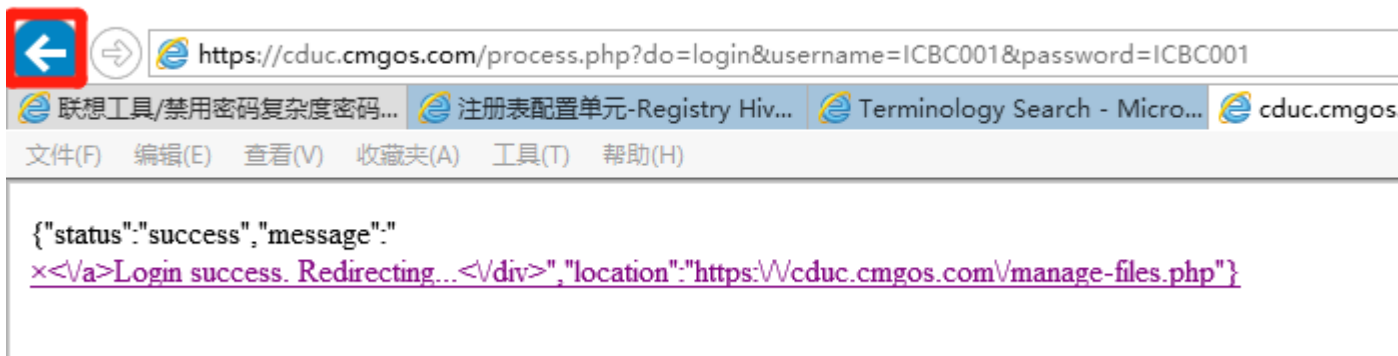 https://cduc.cmgos.com/process.php?do=login&username=ICBC001&password=ICBC001
联想工具/禁用密码复杂度密码... 注册表配置单元-Registry Hiv... Terminology Search - Micro... cduc.cmgos
文件(F) 编辑(E) 查看(V) 收藏夹(A) 工具(T) 帮助(H)
{"status":"success","message":"
×<\/a>Login success. Redirecting...<\/div>","location":"https:\/\/cduc.cmgos.com\/manage-files.php"}